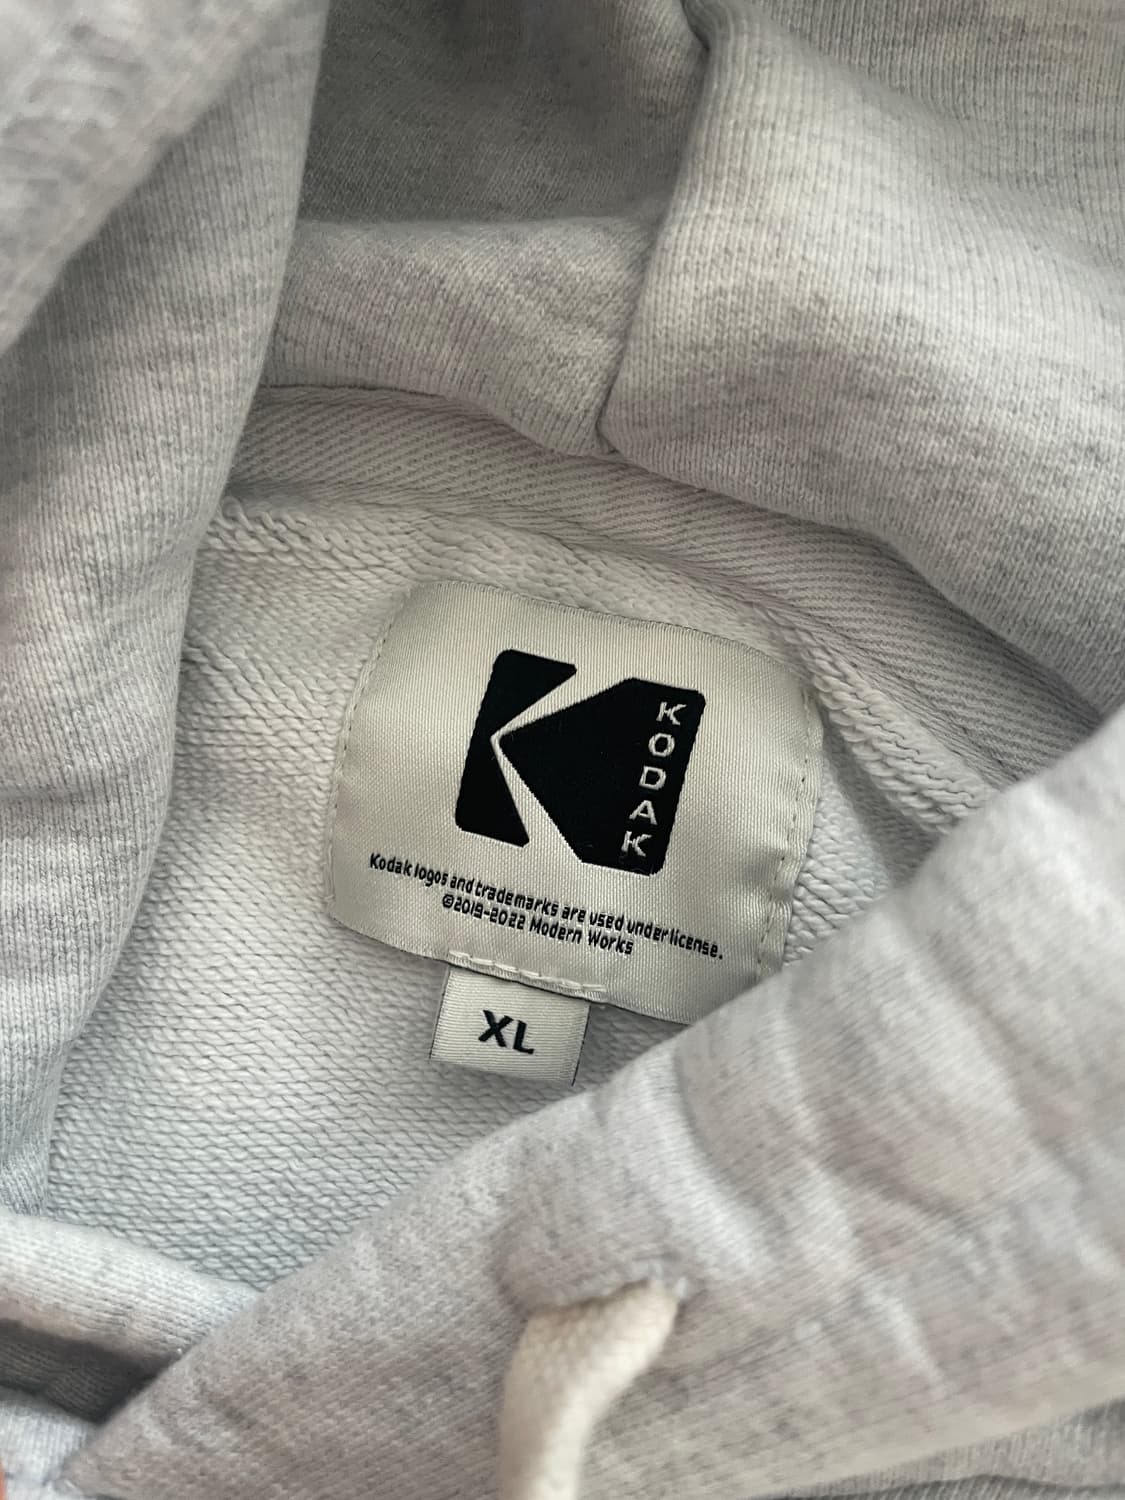 KODAK
Kodak logos and trademarks are used under license.
©2019-2022 Modern Works
XL